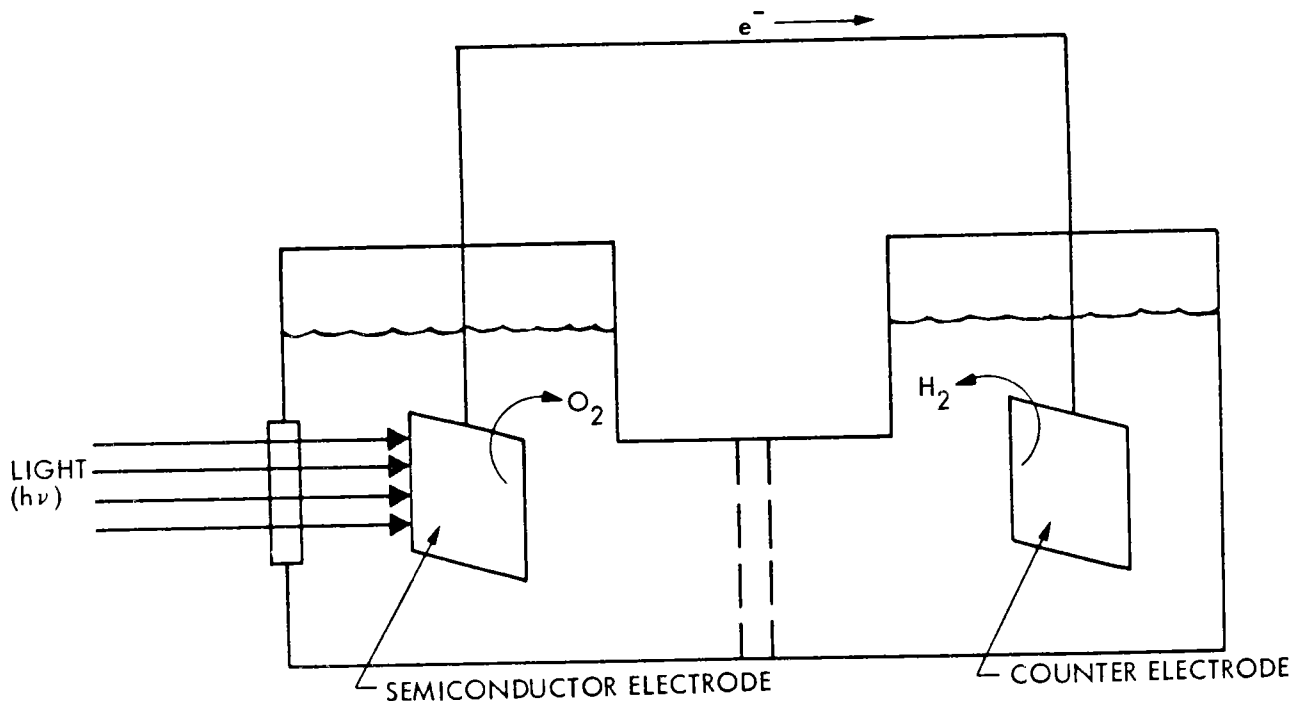 e⁻
O₂
H₂
LIGHT
(hν)
SEMICONDUCTOR ELECTRODE
COUNTER ELECTRODE